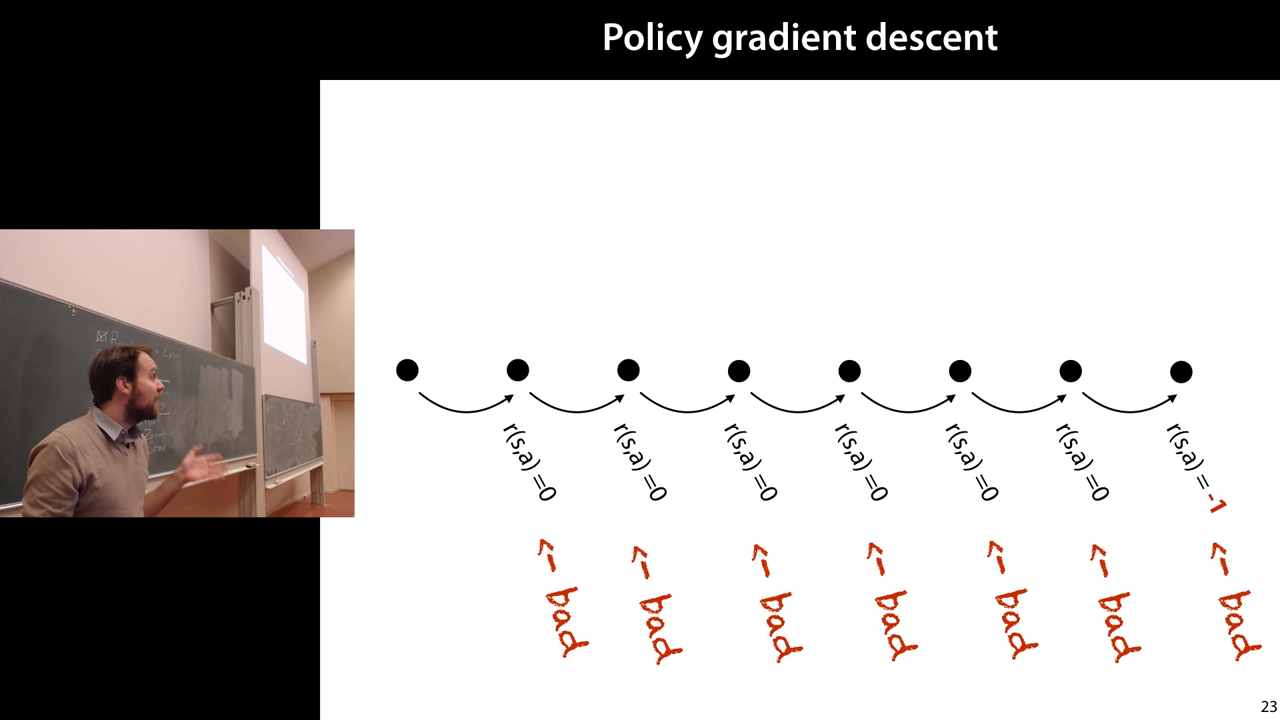 Policy gradient descent
r(s,a) =0
r(s,a) =0
r(s,a) =0
r(s,a) =0
r(s,a) =0
r(s,a) =0
r(s,a) = -1
← bad
← bad
← bad
← bad
← bad
← bad
← bad
23